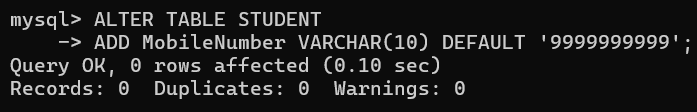 mysql> ALTER TABLE STUDENT
    -> ADD MobileNumber VARCHAR(10) DEFAULT '9999999999';
Query OK, 0 rows affected (0.10 sec)
Records: 0  Duplicates: 0  Warnings: 0